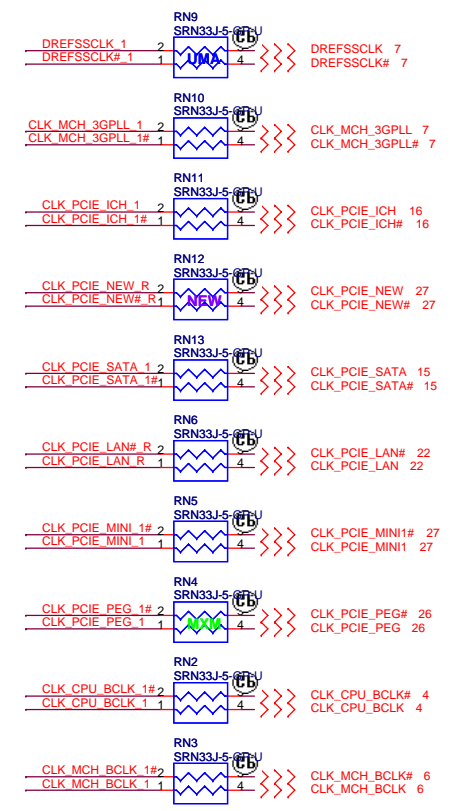 RN9
SRN33J-5-GP-U
DREFSSCLK_1 2 3 DREFSSCLK 7
DREFSSCLK#_1 1 UMA 4 DREFSSCLK# 7
RN10
SRN33J-5-GP-U
CLK_MCH_3GPLL_1 2 3 CLK_MCH_3GPLL 7
CLK_MCH_3GPLL_1# 1 4 CLK_MCH_3GPLL# 7
RN11
SRN33J-5-GP-U
CLK_PCIE_ICH_1 2 3 CLK_PCIE_ICH 16
CLK_PCIE_ICH_1# 1 4 CLK_PCIE_ICH# 16
RN12
SRN33J-5-GP-U
CLK_PCIE_NEW_R 2 3 CLK_PCIE_NEW 27
CLK_PCIE_NEW#_R 1 NEW 4 CLK_PCIE_NEW# 27
RN13
SRN33J-5-GP-U
CLK_PCIE_SATA_1 2 3 CLK_PCIE_SATA 15
CLK_PCIE_SATA_1# 1 4 CLK_PCIE_SATA# 15
RN6
SRN33J-5-GP-U
CLK_PCIE_LAN#_R 2 3 CLK_PCIE_LAN# 22
CLK_PCIE_LAN_R 1 4 CLK_PCIE_LAN 22
RN5
SRN33J-5-GP-U
CLK_PCIE_MINI_1# 2 3 CLK_PCIE_MINI1# 27
CLK_PCIE_MINI_1 1 4 CLK_PCIE_MINI1 27
RN4
SRN33J-5-GP-U
CLK_PCIE_PEG_1# 2 3 CLK_PCIE_PEG# 26
CLK_PCIE_PEG_1 1 MXM 4 CLK_PCIE_PEG 26
RN2
SRN33J-5-GP-U
CLK_CPU_BCLK_1# 2 3 CLK_CPU_BCLK# 4
CLK_CPU_BCLK_1 1 4 CLK_CPU_BCLK 4
RN3
SRN33J-5-GP-U
CLK_MCH_BCLK_1# 2 3 CLK_MCH_BCLK# 6
CLK_MCH_BCLK_1 1 4 CLK_MCH_BCLK 6